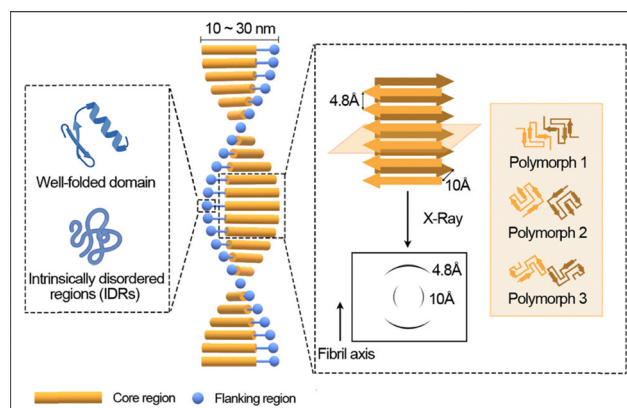 10 ~ 30 nm
Well-folded domain
Intrinsically disordered
regions (IDRs)
4.8Å
10Å
X-Ray
4.8Å
10Å
Fibril axis
Polymorph 1
Polymorph 2
Polymorph 3
Core region
Flanking region